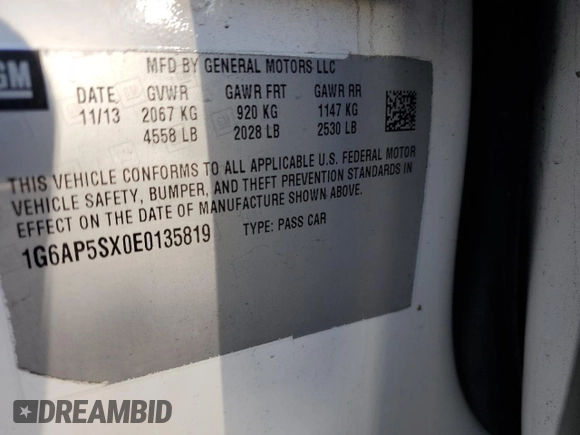 GM
MFD BY GENERAL MOTORS LLC
DATE GVWR GAWR FRT GAWR RR
11/13 2067 KG 920 KG 1147 KG
4558 LB 2028 LB 2530 LB
THIS VEHICLE CONFORMS TO ALL APPLICABLE U.S. FEDERAL MOTOR
VEHICLE SAFETY, BUMPER, AND THEFT PREVENTION STANDARDS IN
EFFECT ON THE DATE OF MANUFACTURE SHOWN ABOVE.
1G6AP5SX0E0135819 TYPE: PASS CAR
DREAMBID